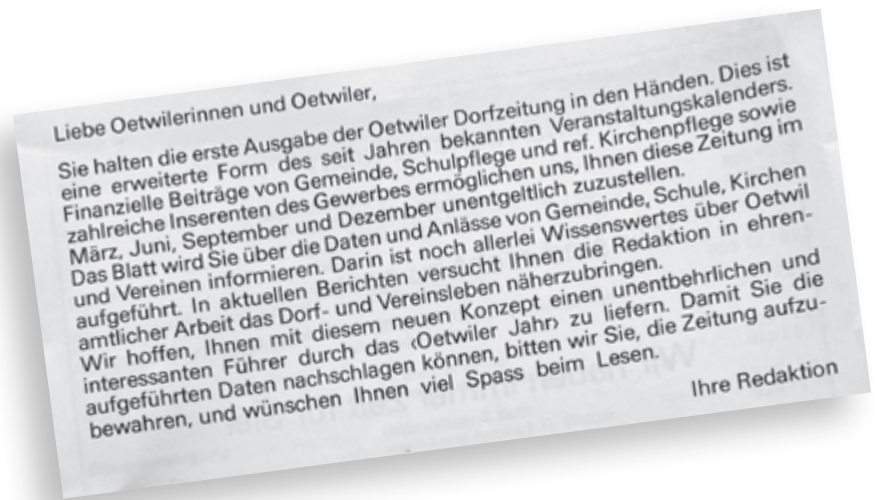 Liebe Oetwilerinnen und Oetwiler,
Sie halten die erste Ausgabe der Oetwiler Dorfzeitung in den Händen. Dies ist
eine erweiterte Form des seit Jahren bekannten Veranstaltungskalenders.
Finanzielle Beiträge von Gemeinde, Schulpflege und ref. Kirchenpflege sowie
zahlreiche Inserenten des Gewerbes ermöglichen uns, Ihnen diese Zeitung im
März, Juni, September und Dezember unentgeltlich zuzustellen.
Das Blatt wird Sie über die Daten und Anlässe von Gemeinde, Schule, Kirchen
und Vereinen informieren. Darin ist noch allerlei Wissenswertes über Oetwil
aufgeführt. In aktuellen Berichten versucht Ihnen die Redaktion in ehren-
amtlicher Arbeit das Dorf- und Vereinsleben näherzubringen.
Wir hoffen, Ihnen mit diesem neuen Konzept einen unentbehrlichen und
interessanten Führer durch das ‹Oetwiler Jahr› zu liefern. Damit Sie die
aufgeführten Daten nachschlagen können, bitten wir Sie, die Zeitung aufzu-
bewahren, und wünschen Ihnen viel Spass beim Lesen.
Ihre Redaktion